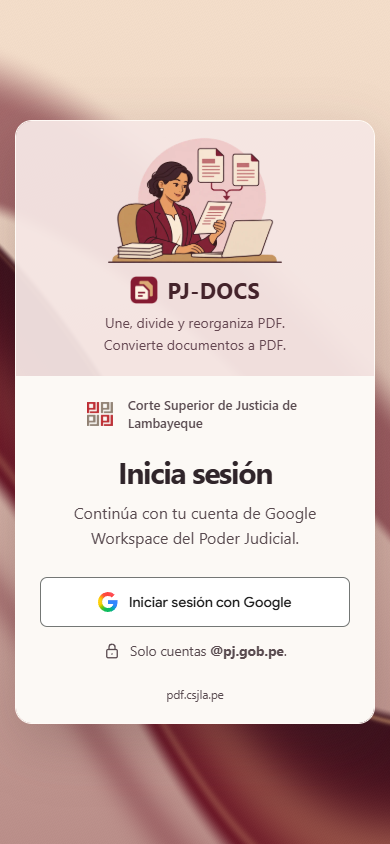 PJ-DOCS
Une, divide y reorganiza PDF.
Convierte documentos a PDF.
Corte Superior de Justicia de
Lambayeque
Inicia sesión
Continúa con tu cuenta de Google
Workspace del Poder Judicial.
Iniciar sesión con Google
Solo cuentas @pj.gob.pe.
pdf.csjla.pe